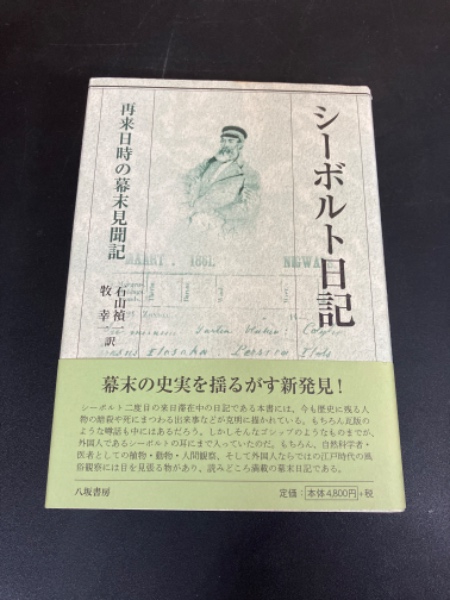 シーボルト日記
再来日時の幕末見聞記
石山禎一
牧 幸一 訳
MAART. 1861.
幕末の史実を揺るがす新発見!
シーボルト二度目の来日滞在中の日記である本書には、今も歴史に残る人
物の暗殺や死にまつわる出来事などが克明に描かれている。もちろん瓦版の
ような噂話も中にはあるだろう。しかしそんなゴシップのようなものまでが、
外国人であるシーボルトの耳にまで入っていたのだ。もちろん、自然科学者・
医者としての植物・動物・人間観察、そして外国人ならではの江戸時代の風
俗観察には目を見張る物があり、読みどころ満載の幕末日記である。
八坂書房
定価:本体4,800円+税